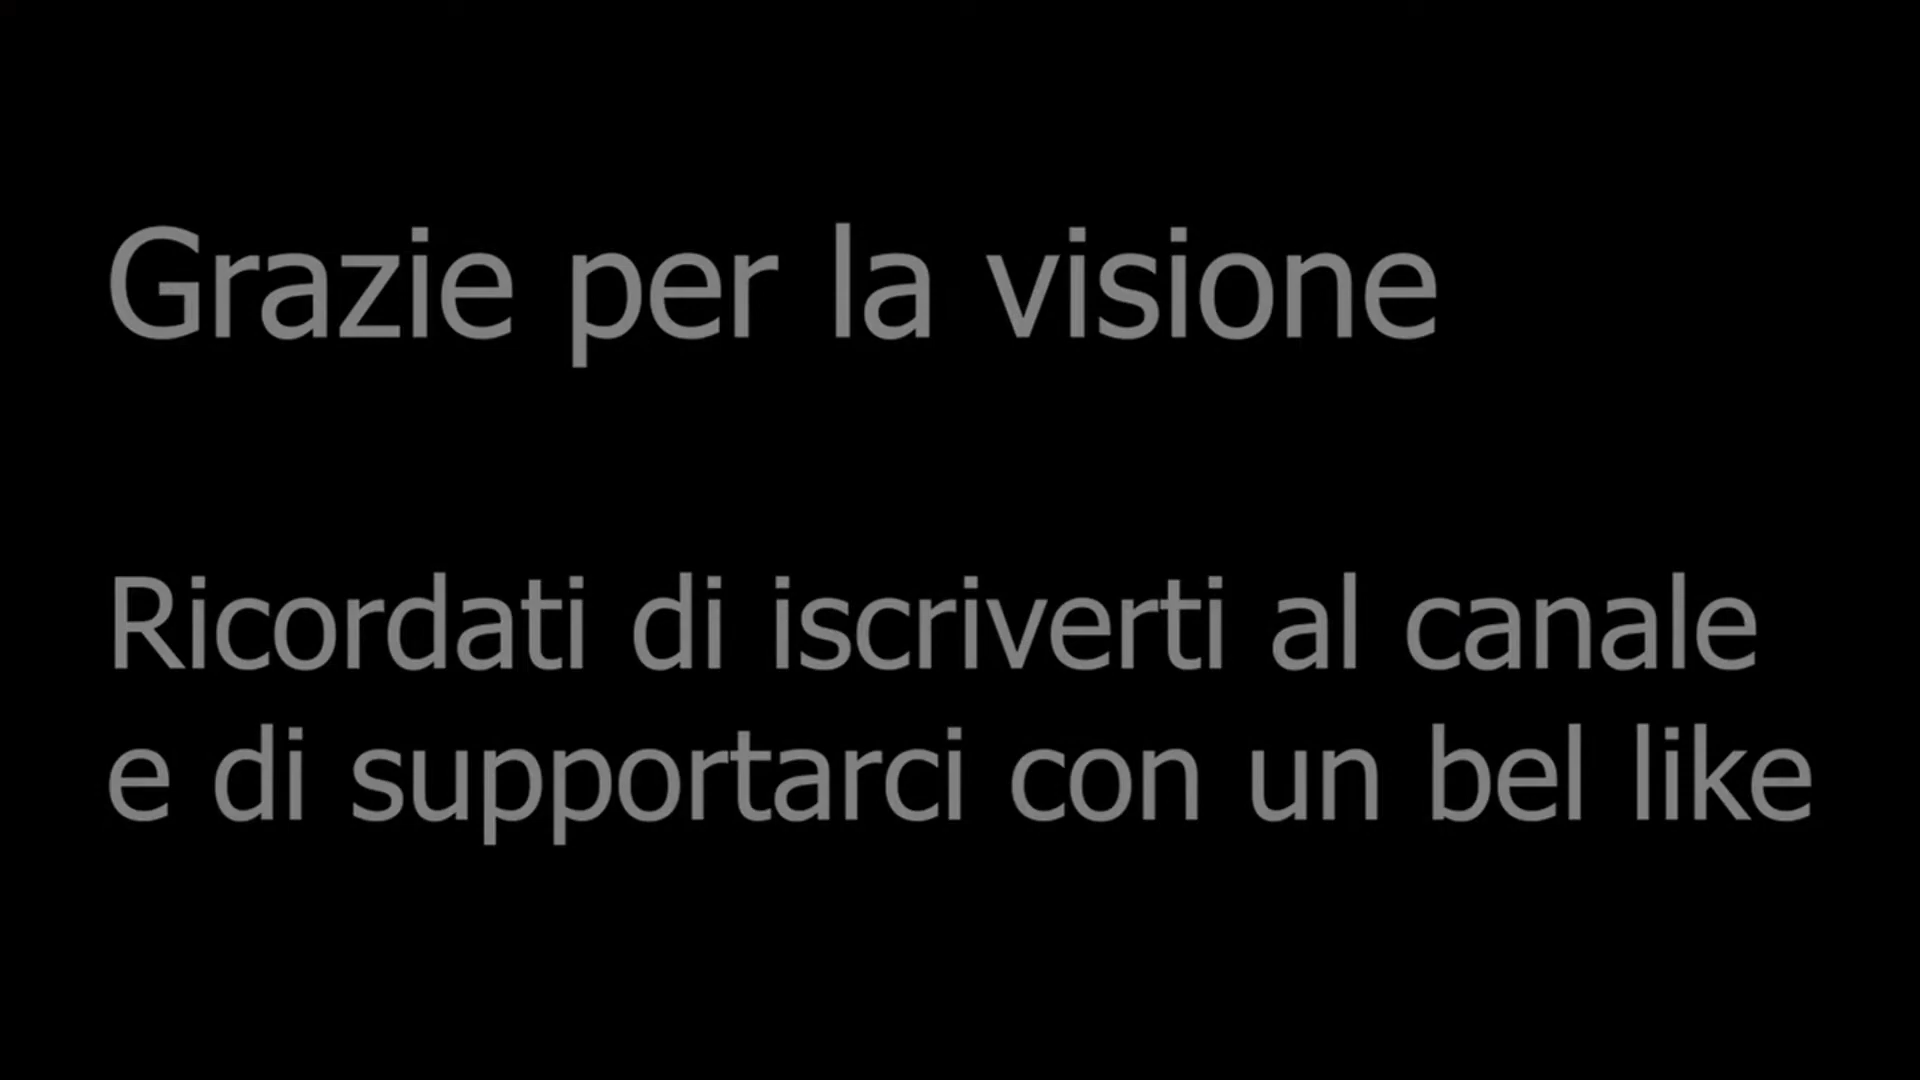 Grazie per la visione
Ricordati di iscriverti al canale
e di supportarci con un bel like